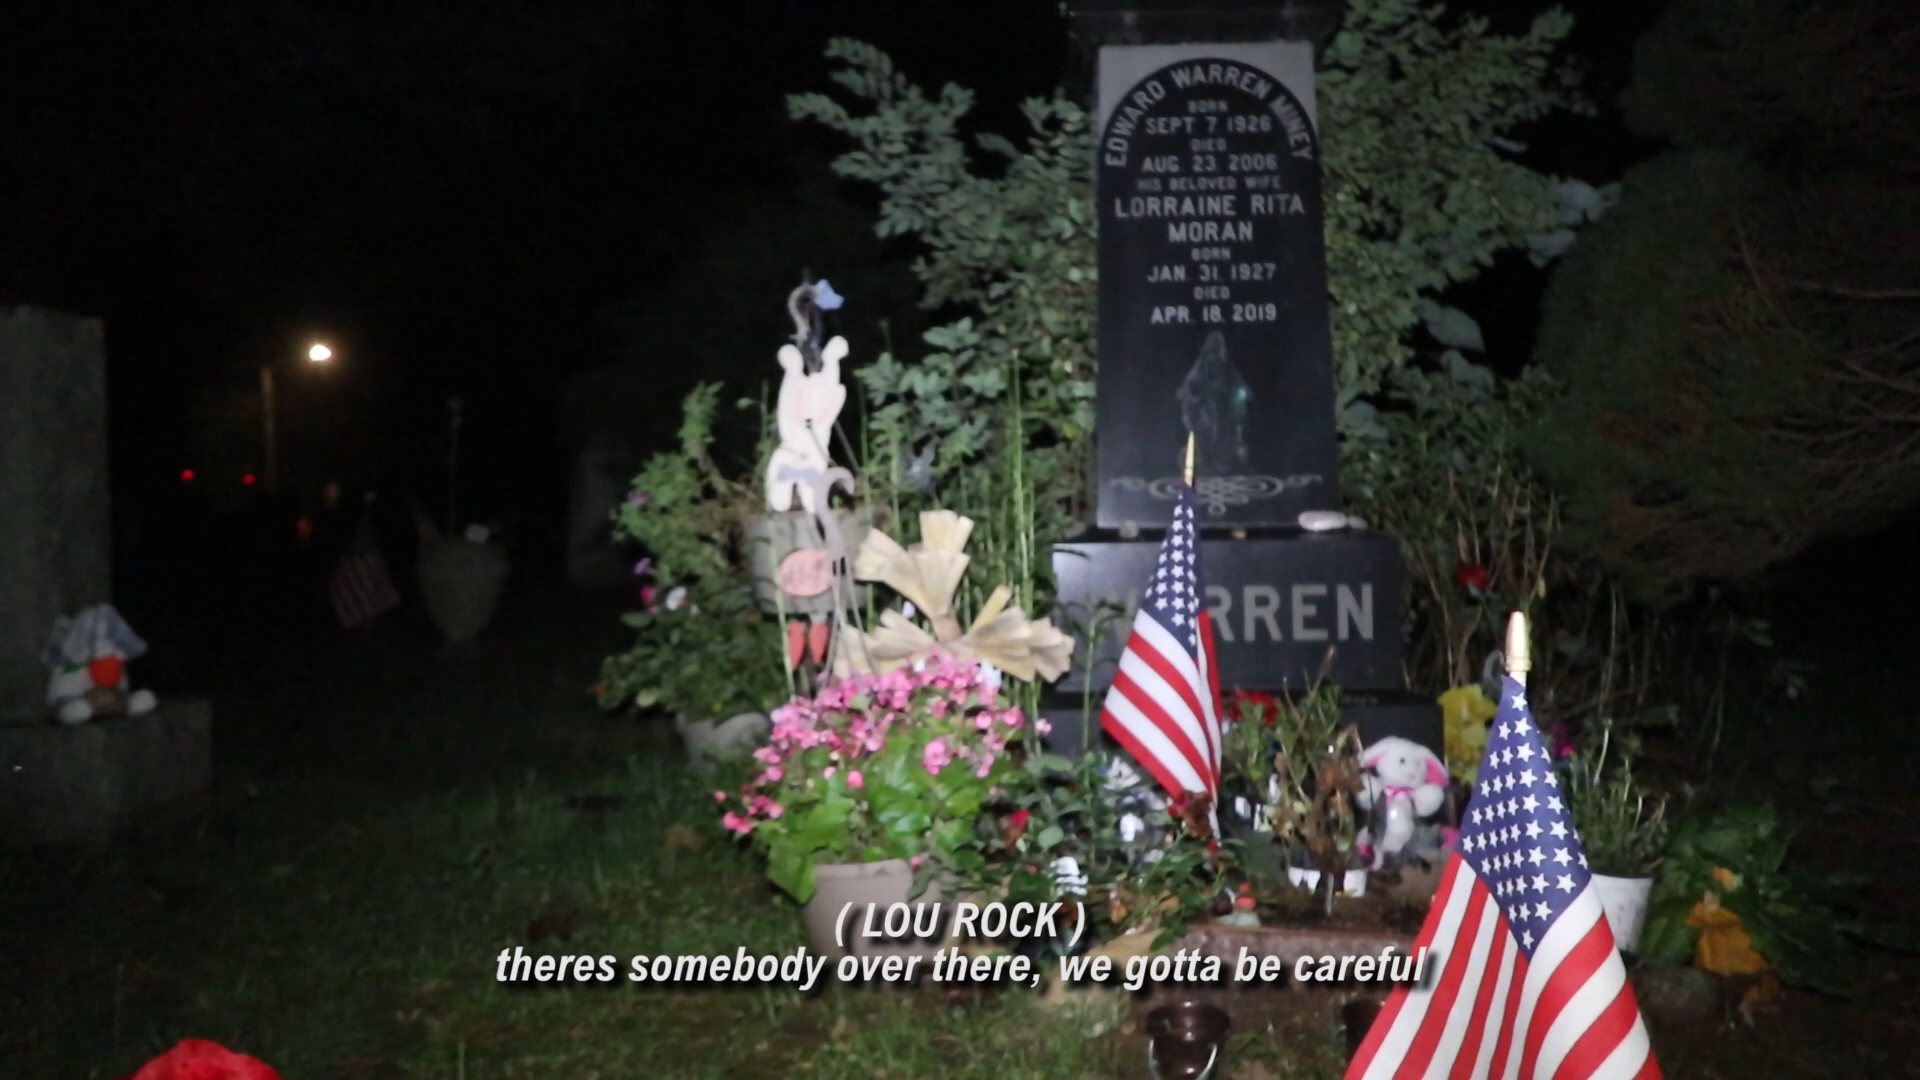 EDWARD WARREN MINEY
BORN
SEPT. 7. 1926
DIED
AUG. 23. 2006
HIS BELOVED WIFE
LORRAINE RITA
MORAN
BORN
JAN. 31. 1927
DIED
APR. 18. 2019
WARREN
( LOU ROCK )
theres somebody over there, we gotta be careful